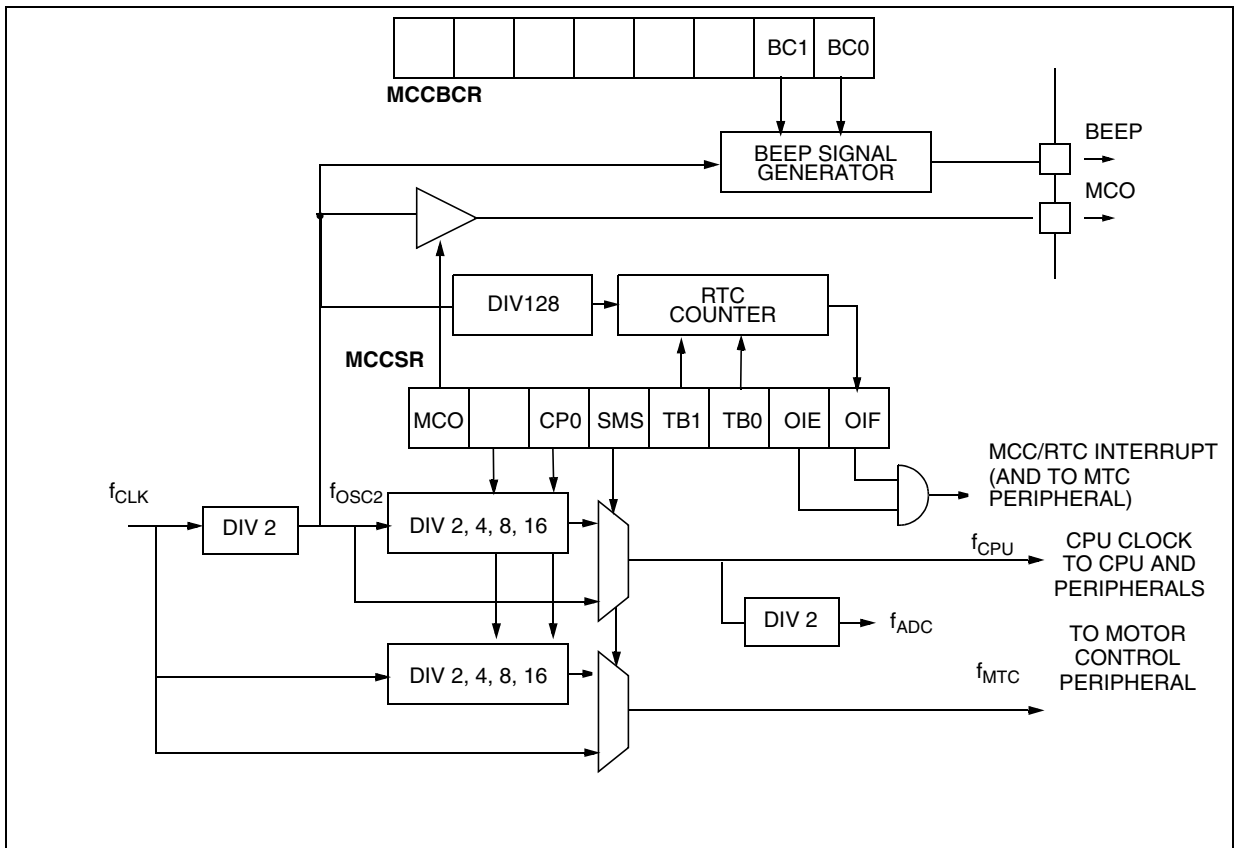 BC1 BC0
MCCBCR
BEEP SIGNAL
GENERATOR
BEEP
MCO
DIV128
RTC
COUNTER
MCCSR
MCO CP0 SMS TB1 TB0 OIE OIF
MCC/RTC INTERRUPT
(AND TO MTC
PERIPHERAL)
fCLK
DIV 2
fOSC2
DIV 2, 4, 8, 16
fCPU
CPU CLOCK
TO CPU AND
PERIPHERALS
DIV 2
fADC
DIV 2, 4, 8, 16
fMTC
TO MOTOR
CONTROL
PERIPHERAL